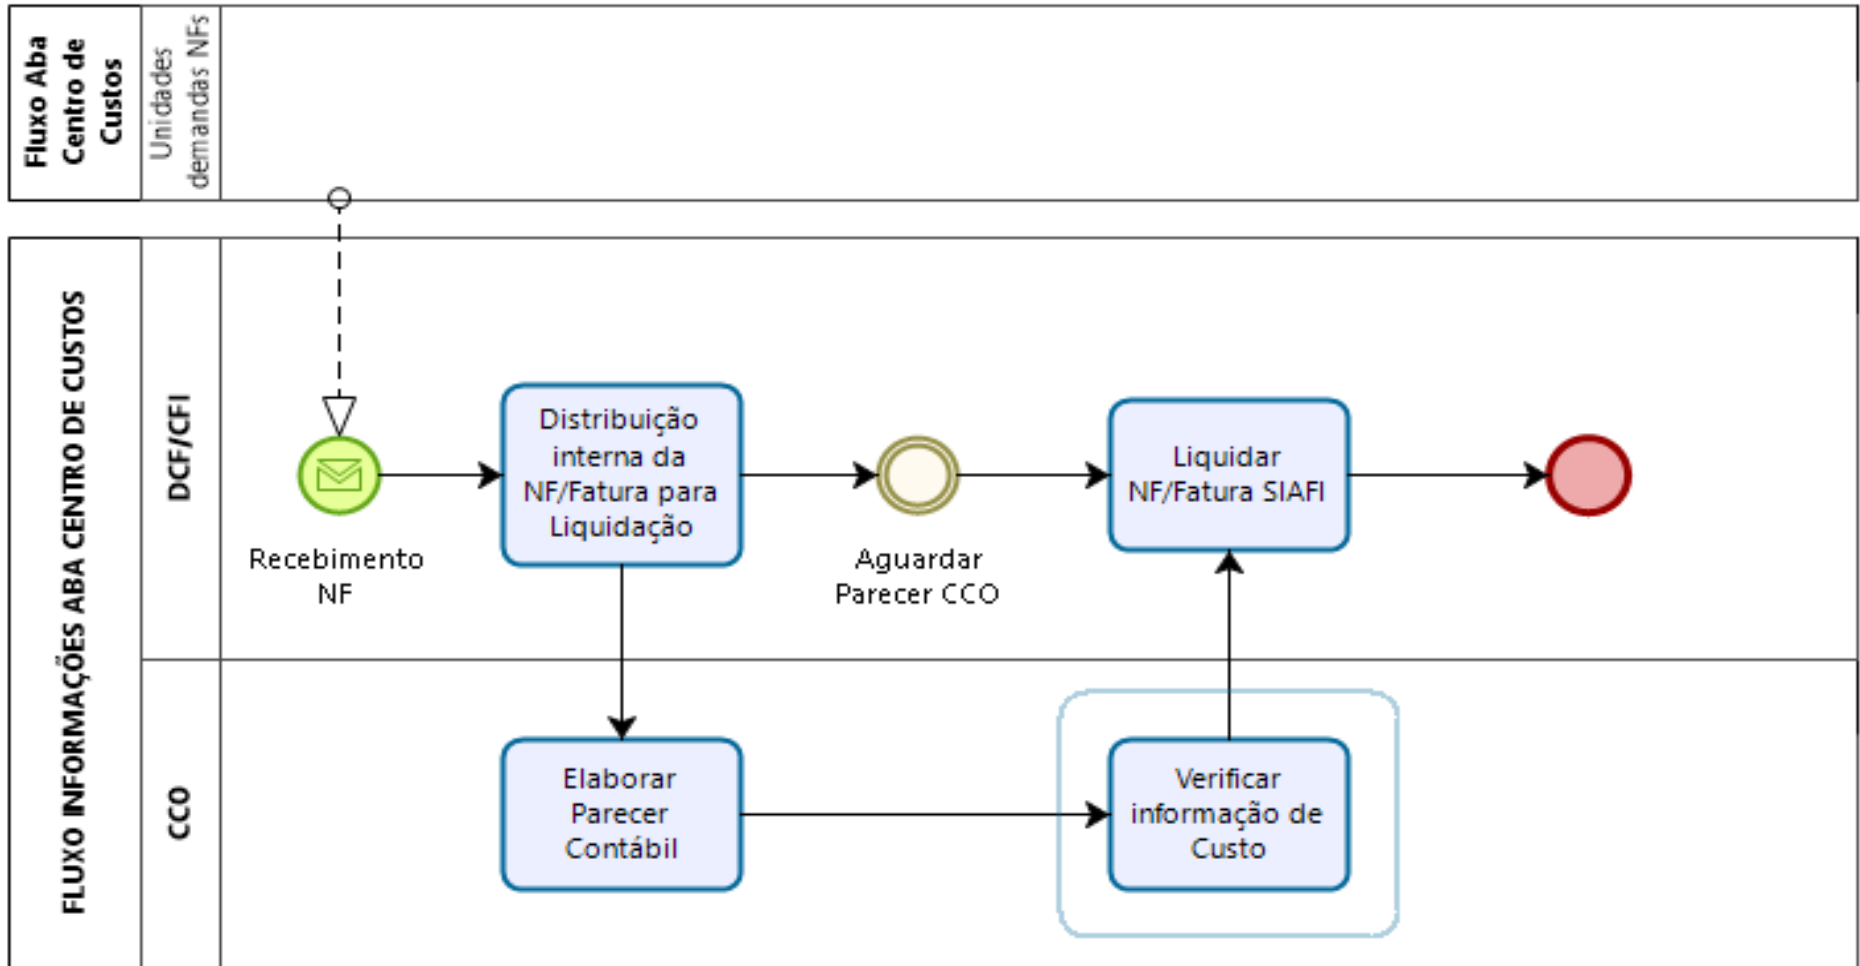 Fluxo Aba
Centro de
Custos
Unidades
demandas NFs
FLUXO INFORMAÇÕES ABA CENTRO DE CUSTOS
DCF/CFI
Recebimento
NF
Distribuição
interna da
NF/Fatura para
Liquidação
Aguardar
Parecer CCO
Liquidar
NF/Fatura SIAFI
CCO
Elaborar
Parecer
Contábil
Verificar
informação de
Custo